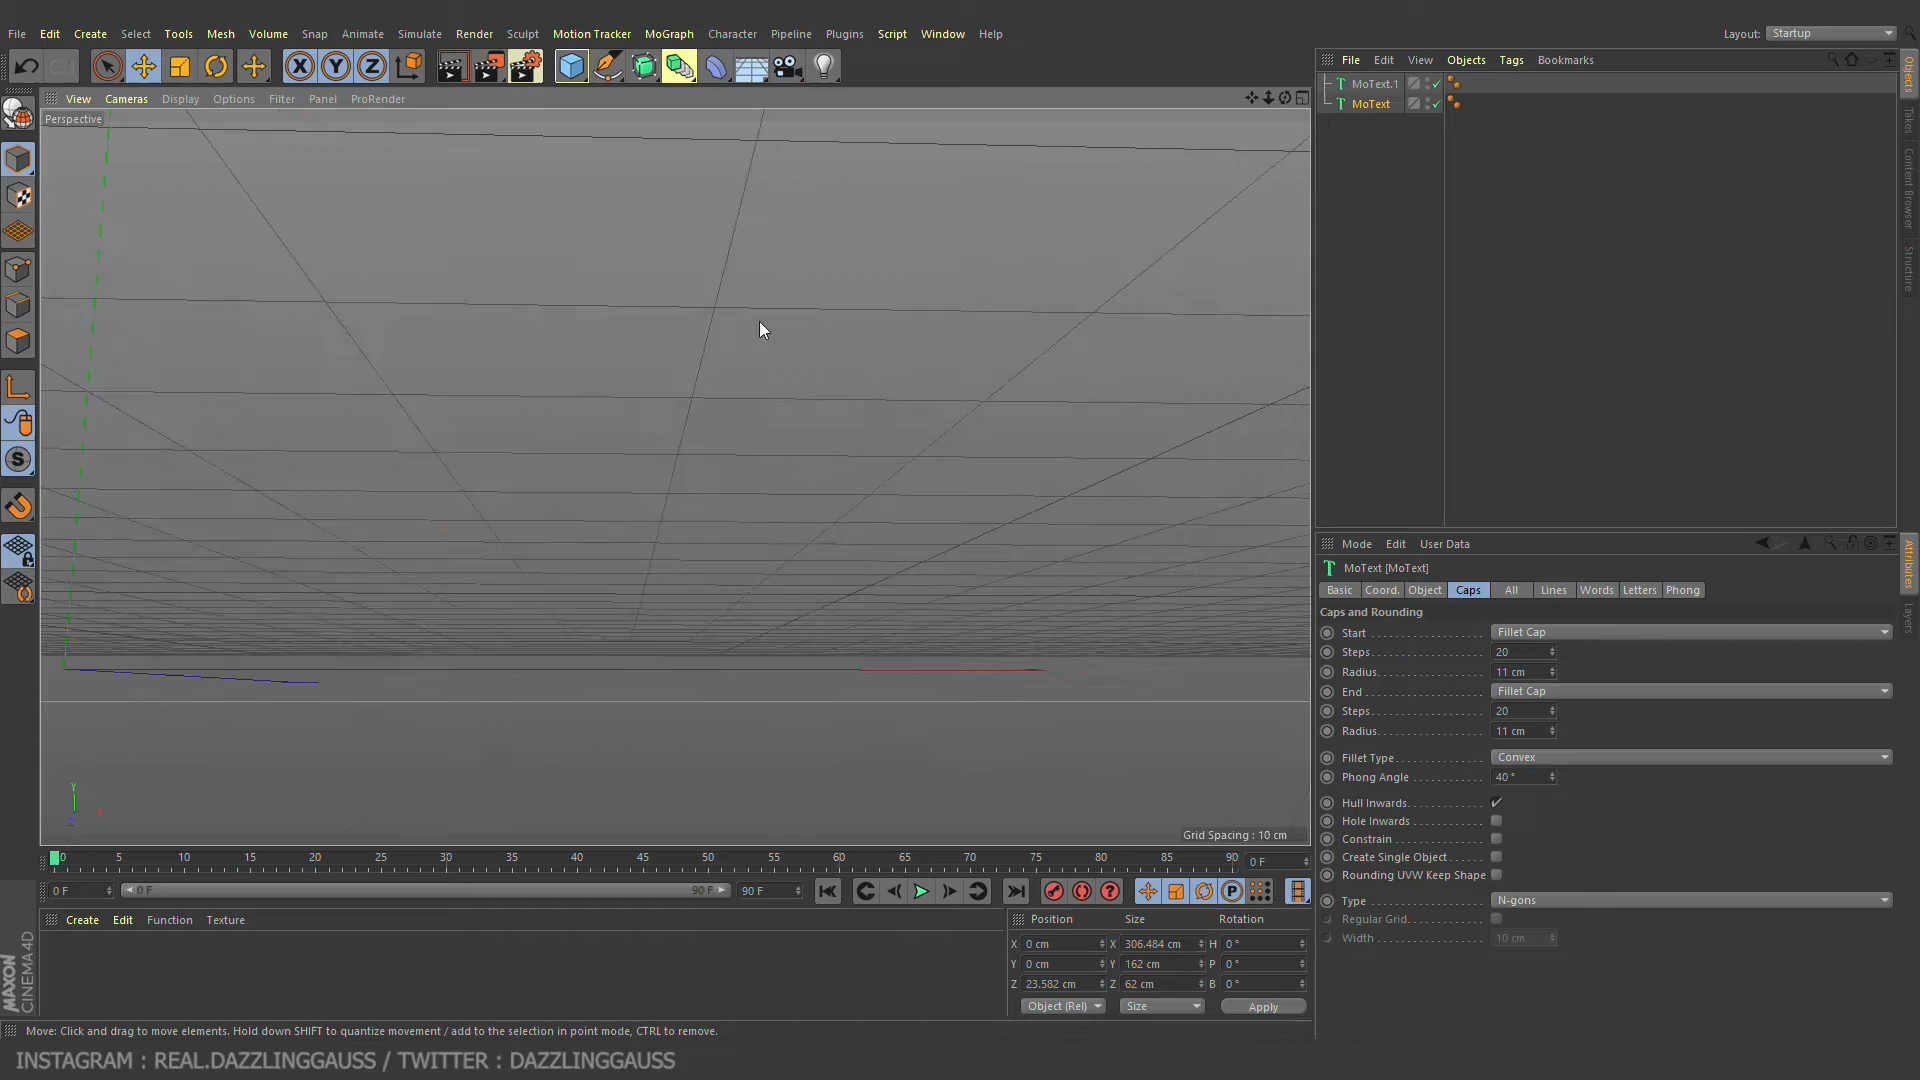 File Edit Create Select Tools Mesh Volume Snap Animate Simulate Render Sculpt Motion Tracker MoGraph Character Pipeline Plugins Script Window Help Layout: Startup
View Cameras Display Options Filter Panel ProRender
Perspective
Grid Spacing : 10 cm
0 5 10 15 20 25 30 35 40 45 50 55 60 65 70 75 80 85 90 0 F
0 F 0 F 90 F 90 F
Create Edit Function Texture
Position Size Rotation
X 0 cm X 306.484 cm H 0 °
Y 0 cm Y 162 cm P 0 °
Z 23.582 cm Z 62 cm B 0 °
Object (Rel) Size Apply
MAXON
CINEMA 4D
Move: Click and drag to move elements. Hold down SHIFT to quantize movement / add to the selection in point mode, CTRL to remove.
INSTAGRAM : REAL.DAZZLINGGAUSS / TWITTER : DAZZLINGGAUSS
File Edit View Objects Tags Bookmarks
MoText.1
MoText
Mode Edit User Data
MoText [MoText]
Basic Coord. Object Caps All Lines Words Letters Phong
Caps and Rounding
Start Fillet Cap
Steps 20
Radius 11 cm
End Fillet Cap
Steps 20
Radius 11 cm
Fillet Type Convex
Phong Angle 40 °
Hull Inwards
Hole Inwards
Constrain
Create Single Object
Rounding UVW Keep Shape
Type N-gons
Regular Grid
Width 10 cm
Objects
Takes
Content Browser
Structure
Attributes
Layers